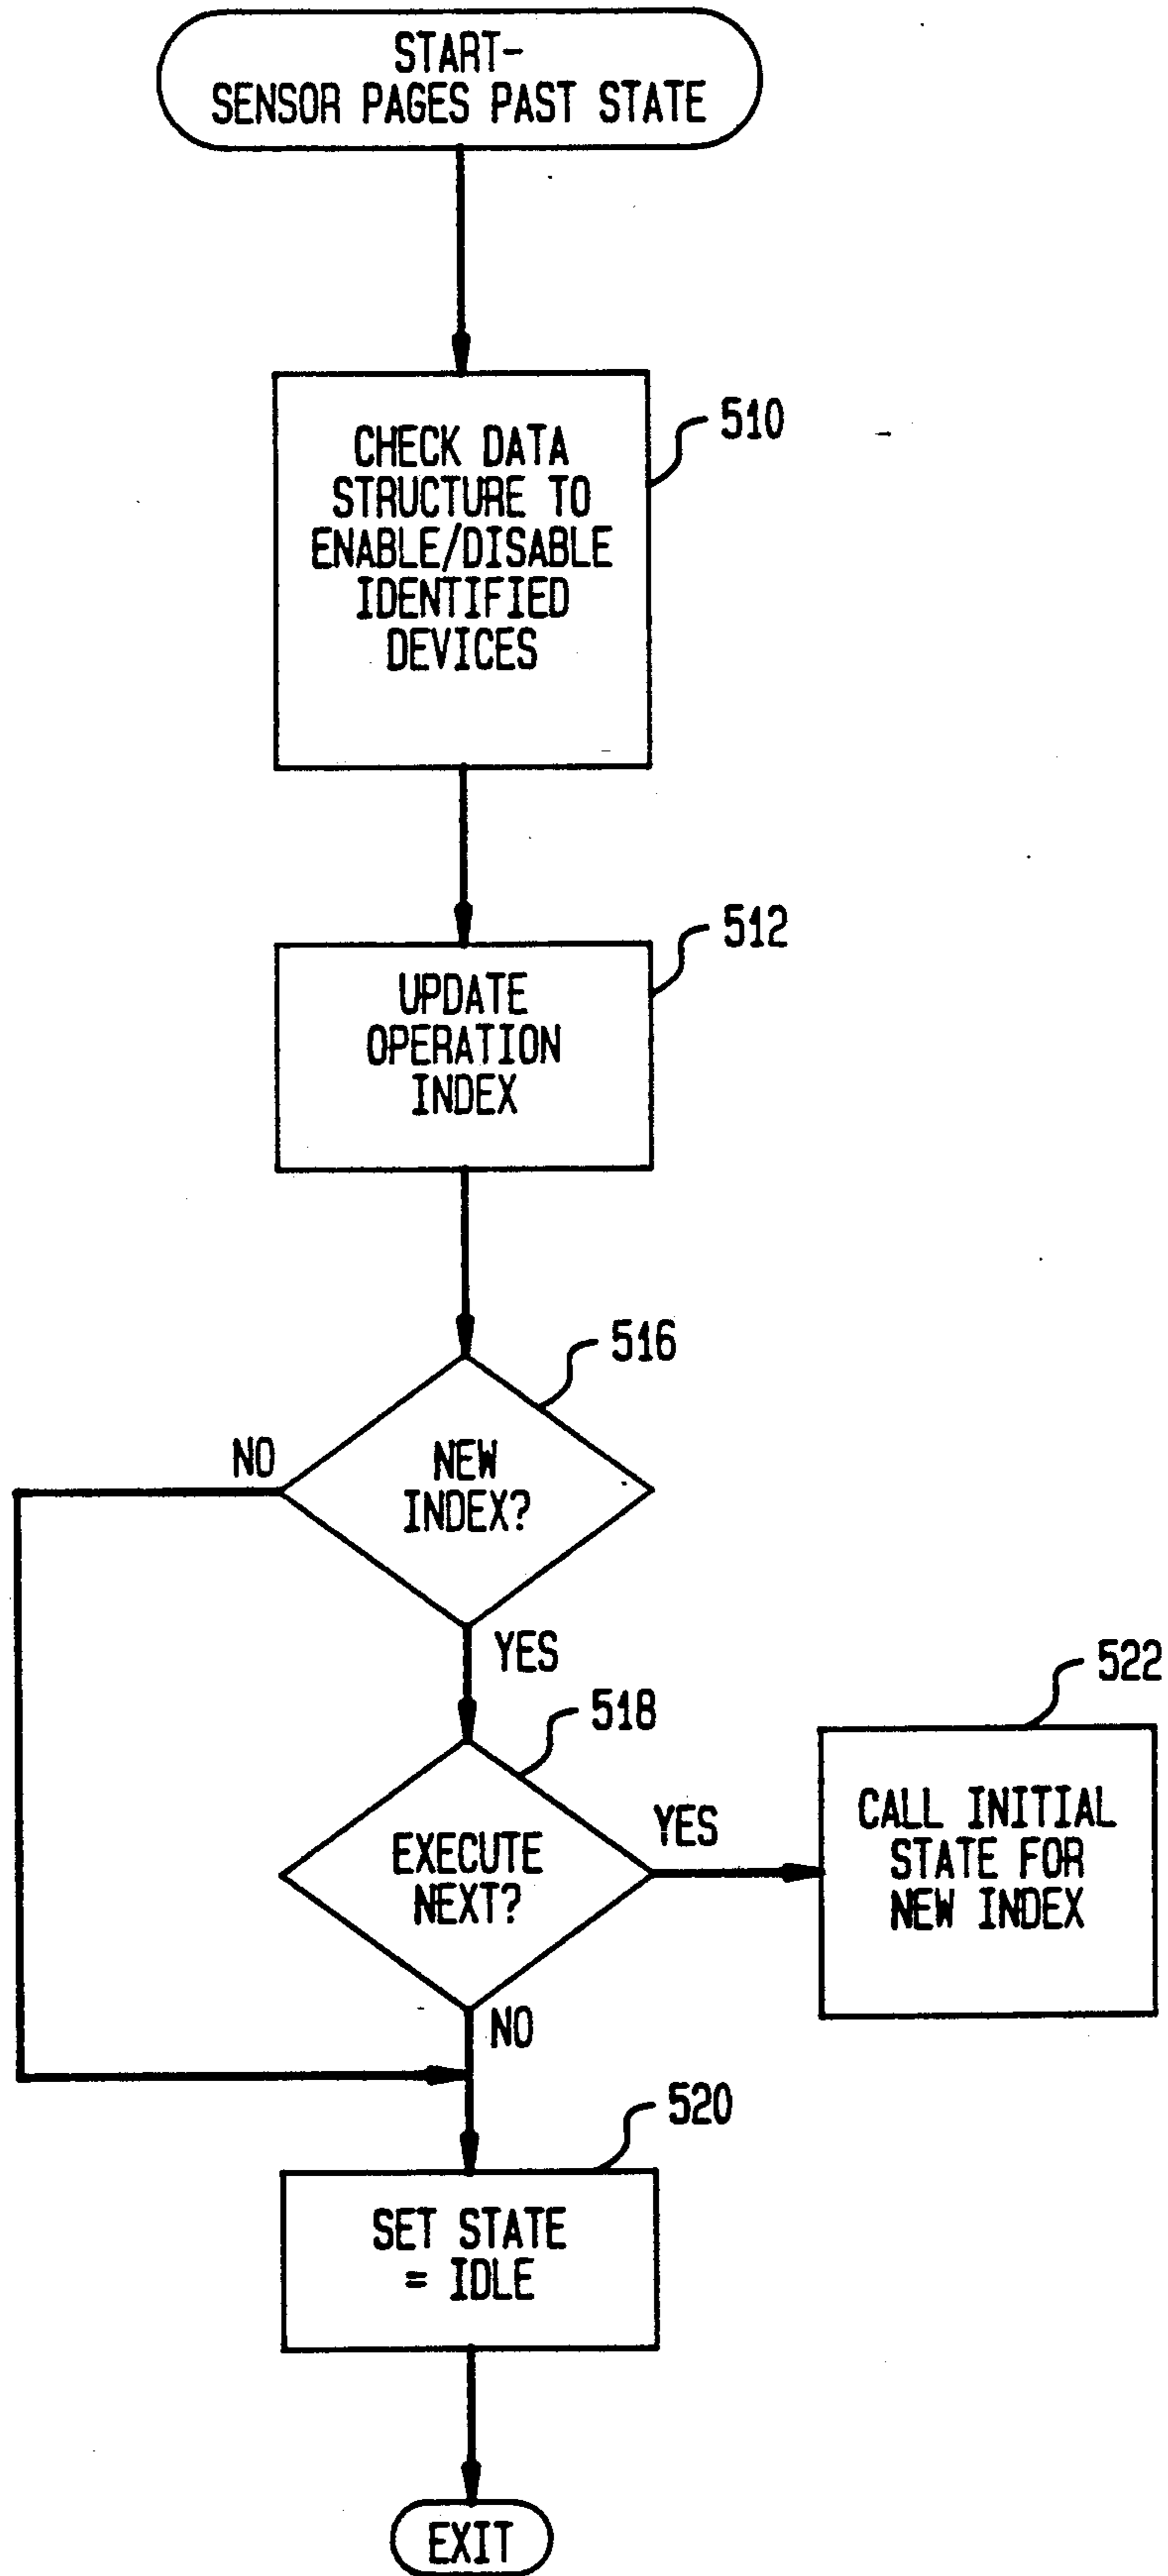 START-
SENSOR PAGES PAST STATE
510
CHECK DATA
STRUCTURE TO
ENABLE/DISABLE
IDENTIFIED
DEVICES
512
UPDATE
OPERATION
INDEX
516
NO
NEW
INDEX?
YES
518
522
EXECUTE
NEXT?
YES
CALL INITIAL
STATE FOR
NEW INDEX
NO
520
SET STATE
= IDLE
EXIT